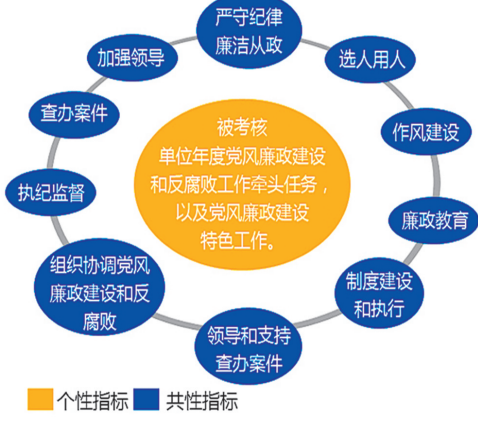 严守纪律
廉洁从政
加强领导
选人用人
查办案件
作风建设
被考核
单位年度党风廉政建设
和反腐败工作牵头任务，
以及党风廉政建设
特色工作。
执纪监督
廉政教育
组织协调党风
廉政建设和反
腐败
制度建设
和执行
领导和支持
查办案件
个性指标
共性指标